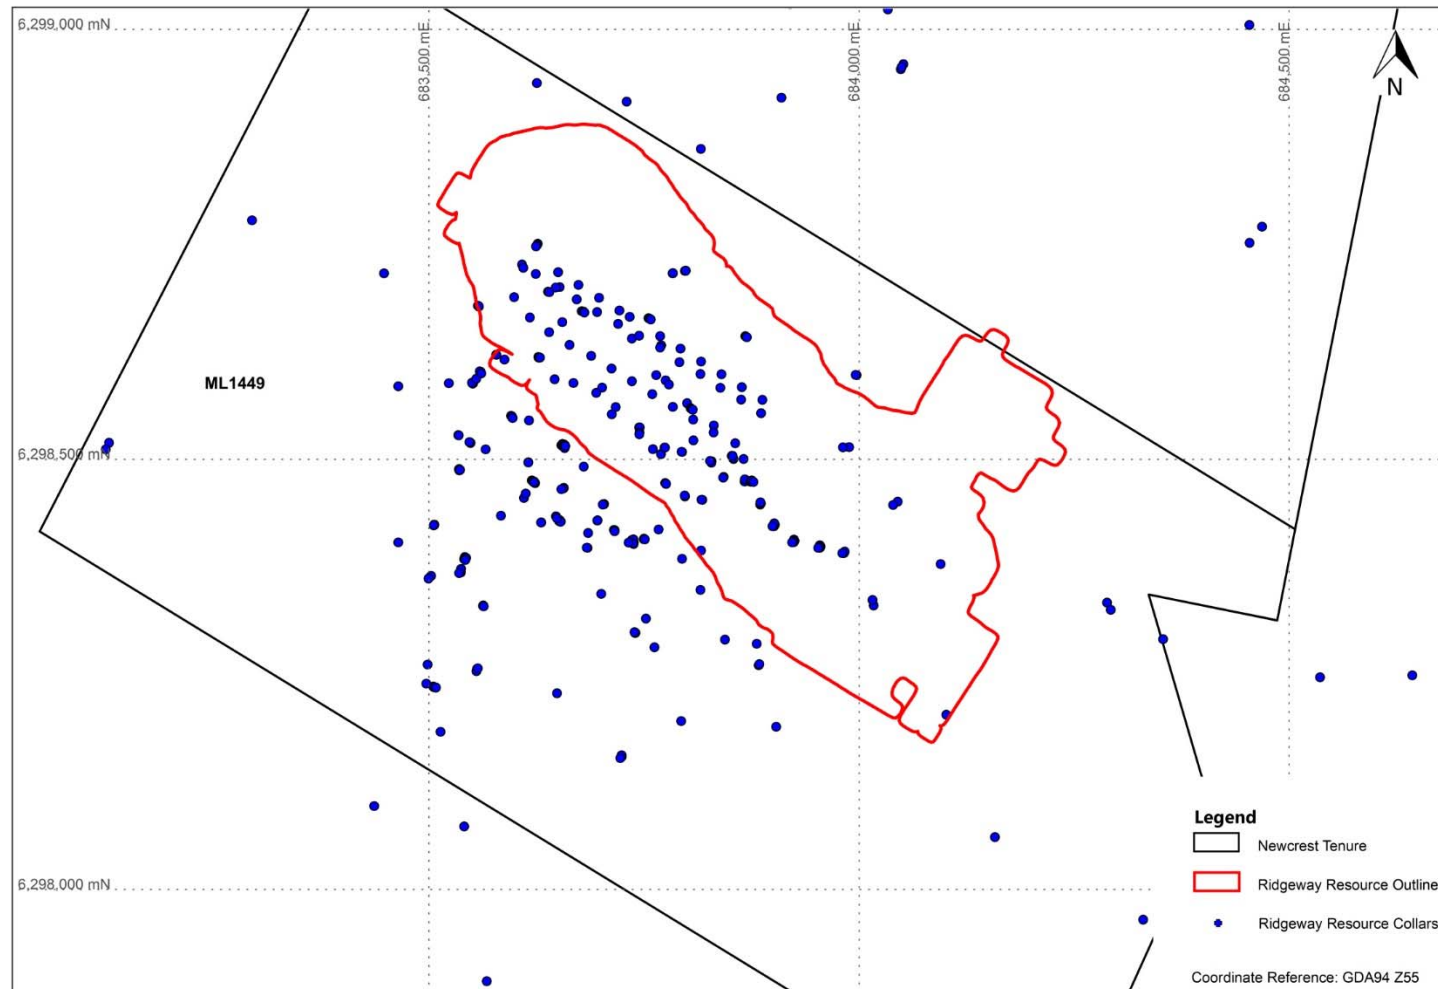 6,299,000 mN
683,500 mE
684,000 mE
684,500 mE
N
ML1449
6,298,500 mN
6,298,000 mN
Legend
Newcrest Tenure
Ridgeway Resource Outline
Ridgeway Resource Collars
Coordinate Reference: GDA94 Z55